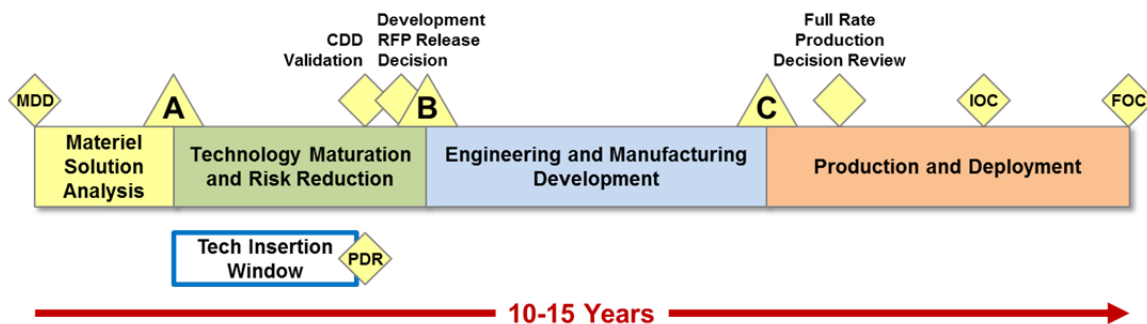 CDD
Validation
Development
RFP Release
Decision
Full Rate
Production
Decision Review
MDD
A
B
C
IOC
FOC
Materiel
Solution
Analysis
Technology Maturation
and Risk Reduction
Engineering and Manufacturing
Development
Production and Deployment
Tech Insertion
Window
PDR
10-15 Years